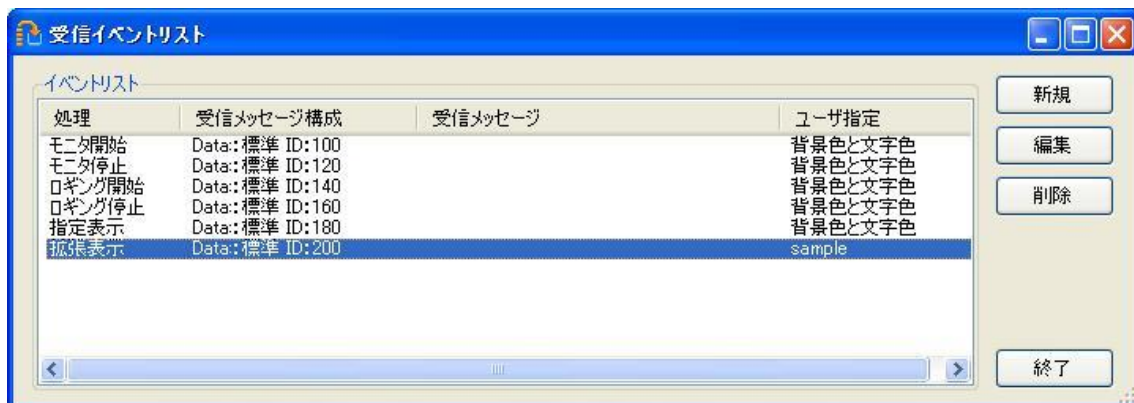 受信イベントリスト
イベントリスト
処理 受信メッセージ構成 受信メッセージ ユーザ指定
モニタ開始 Data::標準 ID:100 背景色と文字色
モニタ停止 Data::標準 ID:120 背景色と文字色
ロギング開始 Data::標準 ID:140 背景色と文字色
ロギング停止 Data::標準 ID:160 背景色と文字色
指定表示 Data::標準 ID:180 背景色と文字色
拡張表示 Data::標準 ID:200 sample
新規
編集
削除
終了